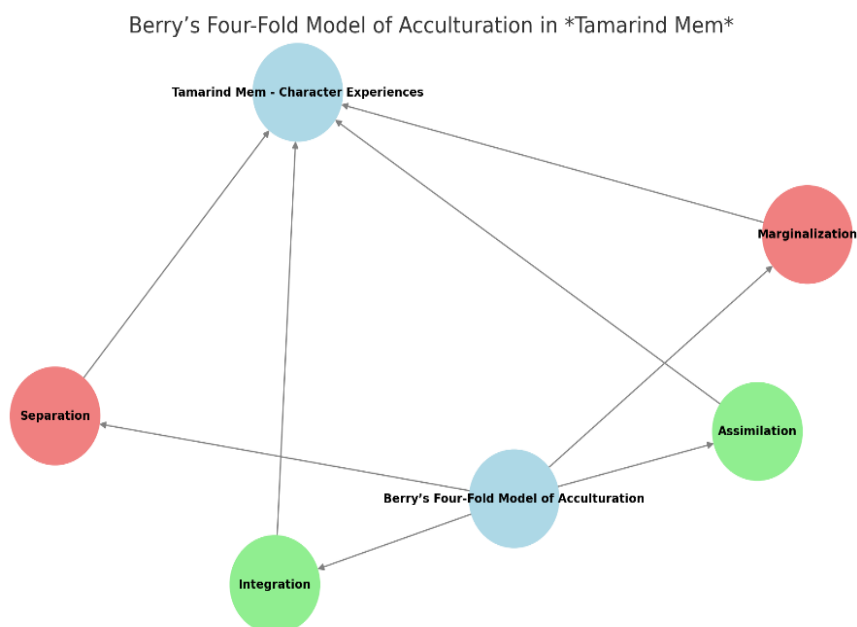 Berry’s Four-Fold Model of Acculturation in *Tamarind Mem*
Tamarind Mem - Character Experiences
Marginalization
Separation
Assimilation
Berry’s Four-Fold Model of Acculturation
Integration